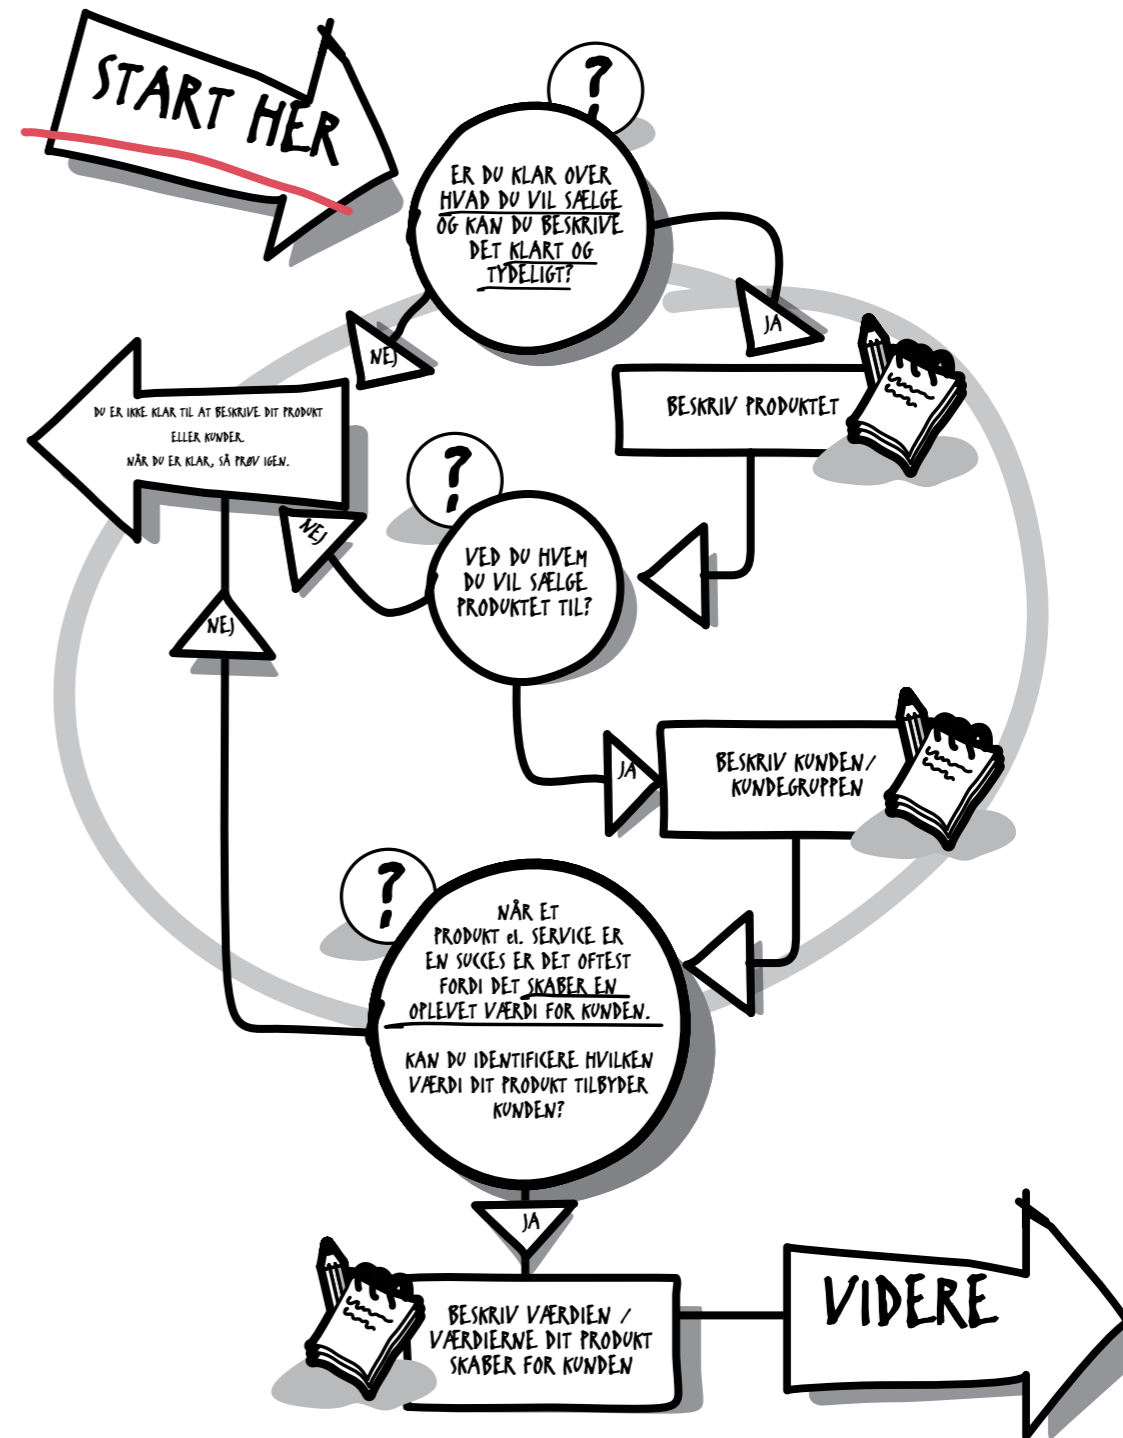 START HER
?
ER DU KLAR OVER
HVAD DU VIL SÆLGE
OG KAN DU BESKRIVE
DET KLART OG
TYDELIGT?
JA
NEJ
BESKRIV PRODUKTET
DU ER IKKE KLAR TIL AT BESKRIVE DIT PRODUKT
ELLER KUNDER.
NÅR DU ER KLAR, SÅ PRØV IGEN.
?
NEJ
VED DU HVEM
DU VIL SÆLGE
PRODUKTET TIL?
NEJ
JA
BESKRIV KUNDEN/
KUNDEGRUPPEN
?
NÅR ET
PRODUKT el. SERVICE ER
EN SUCCES ER DET OFTEST
FORDI DET SKABER EN
OPLEVET VÆRDI FOR KUNDEN.
KAN DU IDENTIFICERE HVILKEN
VÆRDI DIT PRODUKT TILBYDER
KUNDEN?
JA
BESKRIV VÆRDIEN /
VÆRDIERNE DIT PRODUKT
SKABER FOR KUNDEN
VIDERE